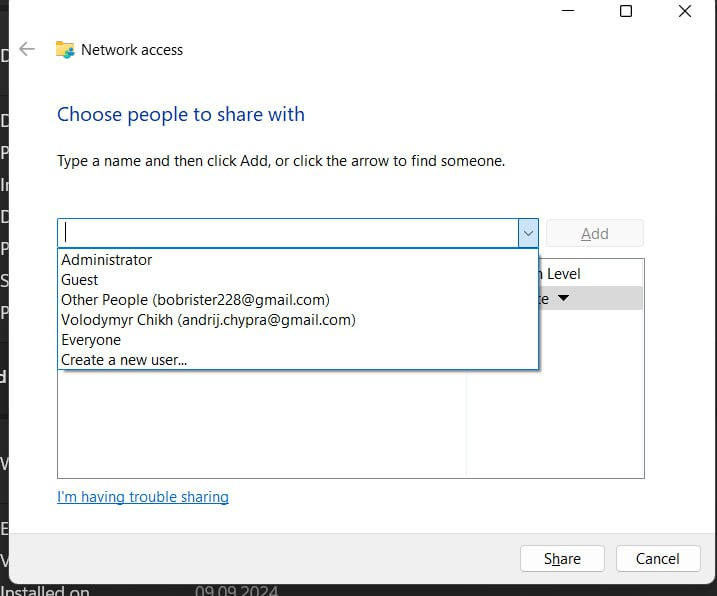 Network access
Choose people to share with
Type a name and then click Add, or click the arrow to find someone.
Add
Administrator
Guest
Other People (bobrister228@gmail.com)
Volodymyr Chikh (andrij.chypra@gmail.com)
Everyone
Create a new user...
Level
I'm having trouble sharing
Share
Cancel
Installed on 09.09.2024